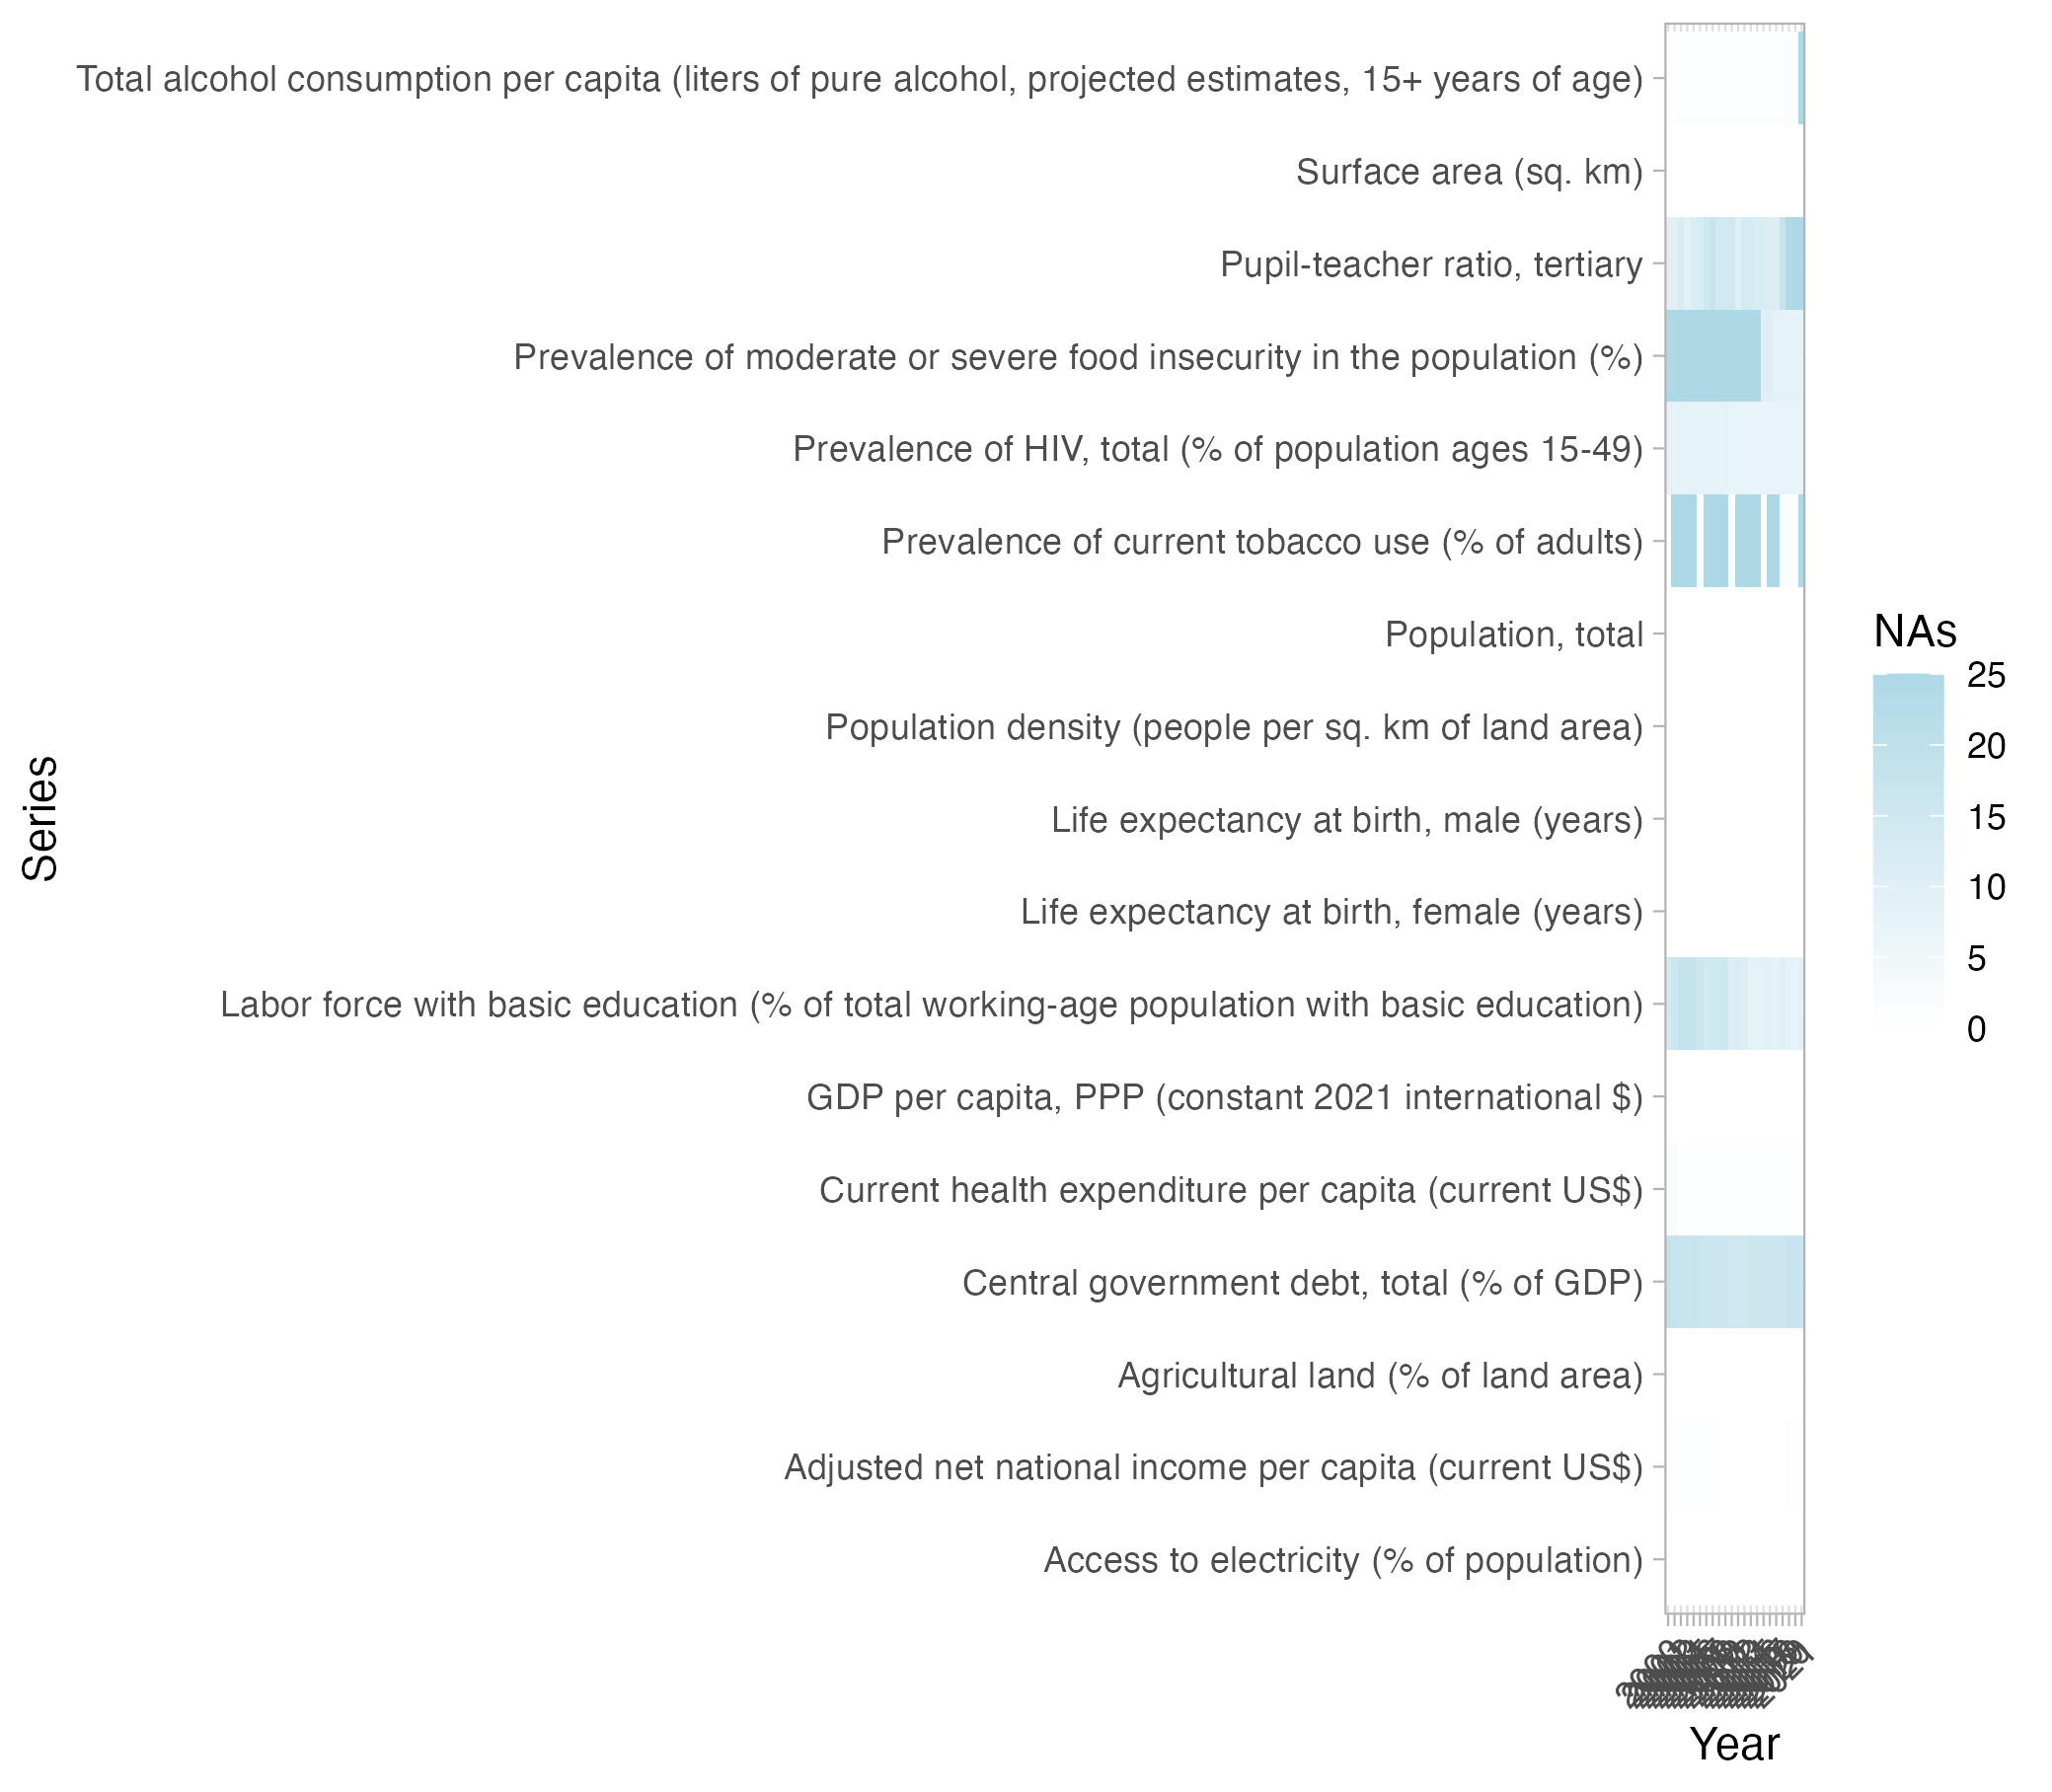 Total alcohol consumption per capita (liters of pure alcohol, projected estimates, 15+ years of age)
Surface area (sq. km)
Pupil-teacher ratio, tertiary
Prevalence of moderate or severe food insecurity in the population (%)
Prevalence of HIV, total (% of population ages 15-49)
Prevalence of current tobacco use (% of adults)
Population, total
Population density (people per sq. km of land area)
Life expectancy at birth, male (years)
Life expectancy at birth, female (years)
Labor force with basic education (% of total working-age population with basic education)
GDP per capita, PPP (constant 2021 international $)
Current health expenditure per capita (current US$)
Central government debt, total (% of GDP)
Agricultural land (% of land area)
Adjusted net national income per capita (current US$)
Access to electricity (% of population)
Series
Year
NAs
25
20
15
10
5
0